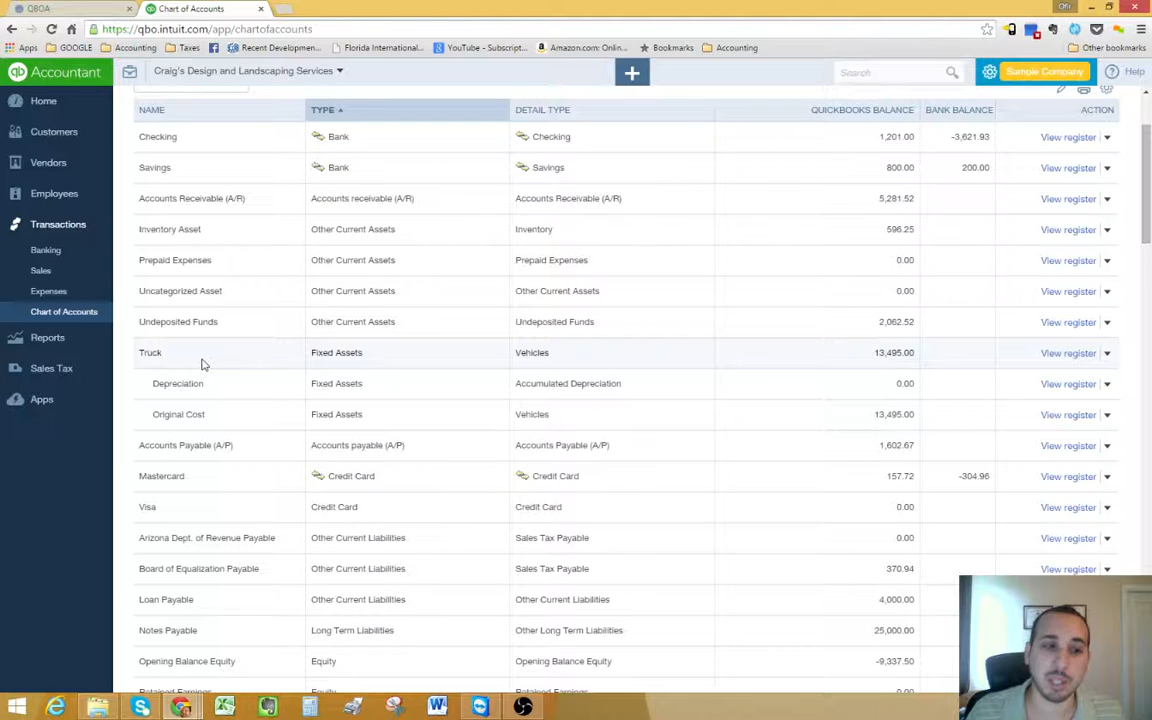 QBOA
Chart of Accounts
Ofir
https://qbo.intuit.com/app/chartofaccounts
Apps GOOGLE Accounting Taxes Recent Developmen... Florida International... YouTube - Subscript... Amazon.com: Onlin... Bookmarks Accounting Other bookmarks
qb Accountant Craig's Design and Landscaping Services + Search Sample Company ? Help
Home
Customers
Vendors
Employees
Transactions
Banking
Sales
Expenses
Chart of Accounts
Reports
Sales Tax
Apps
NAME TYPE DETAIL TYPE QUICKBOOKS BALANCE BANK BALANCE ACTION
Checking Bank Checking 1,201.00 -3,621.93 View register
Savings Bank Savings 800.00 200.00 View register
Accounts Receivable (A/R) Accounts receivable (A/R) Accounts Receivable (A/R) 5,281.52 View register
Inventory Asset Other Current Assets Inventory 596.25 View register
Prepaid Expenses Other Current Assets Prepaid Expenses 0.00 View register
Uncategorized Asset Other Current Assets Other Current Assets 0.00 View register
Undeposited Funds Other Current Assets Undeposited Funds 2,062.52 View register
Truck Fixed Assets Vehicles 13,495.00 View register
Depreciation Fixed Assets Accumulated Depreciation 0.00 View register
Original Cost Fixed Assets Vehicles 13,495.00 View register
Accounts Payable (A/P) Accounts payable (A/P) Accounts Payable (A/P) 1,602.67 View register
Mastercard Credit Card Credit Card 157.72 -304.96 View register
Visa Credit Card Credit Card 0.00 View register
Arizona Dept. of Revenue Payable Other Current Liabilities Sales Tax Payable 0.00 View register
Board of Equalization Payable Other Current Liabilities Sales Tax Payable 370.94 View register
Loan Payable Other Current Liabilities Other Current Liabilities 4,000.00
Notes Payable Long Term Liabilities Other Long Term Liabilities 25,000.00
Opening Balance Equity Equity Opening Balance Equity -9,337.50
Retained Earnings Equity Retained Earnings 0.00